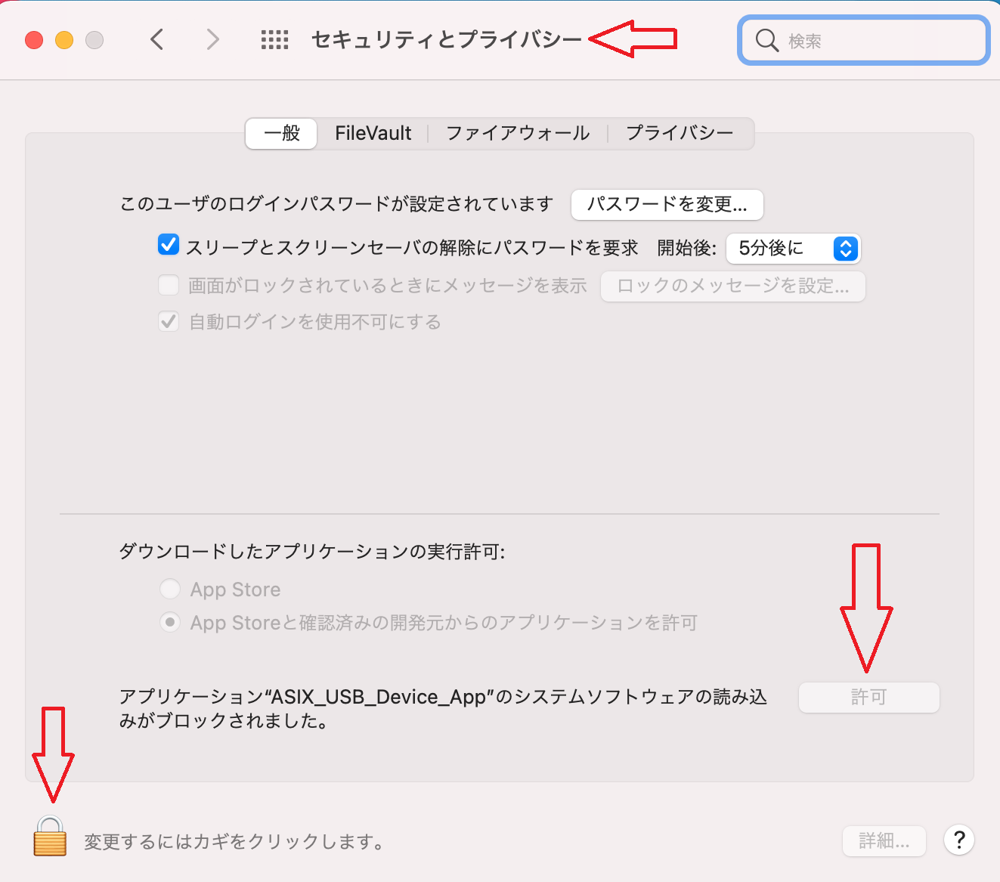 セキュリティとプライバシー
検索
一般 FileVault ファイアウォール プライバシー
このユーザのログインパスワードが設定されています パスワードを変更...
スリープとスクリーンセーバの解除にパスワードを要求 開始後: 5分後に
画面がロックされているときにメッセージを表示 ロックのメッセージを設定...
自動ログインを使用不可にする
ダウンロードしたアプリケーションの実行許可:
App Store
App Storeと確認済みの開発元からのアプリケーションを許可
アプリケーション“ASIX_USB_Device_App”のシステムソフトウェアの読み込
みがブロックされました。
許可
変更するにはカギをクリックします。
詳細... ?